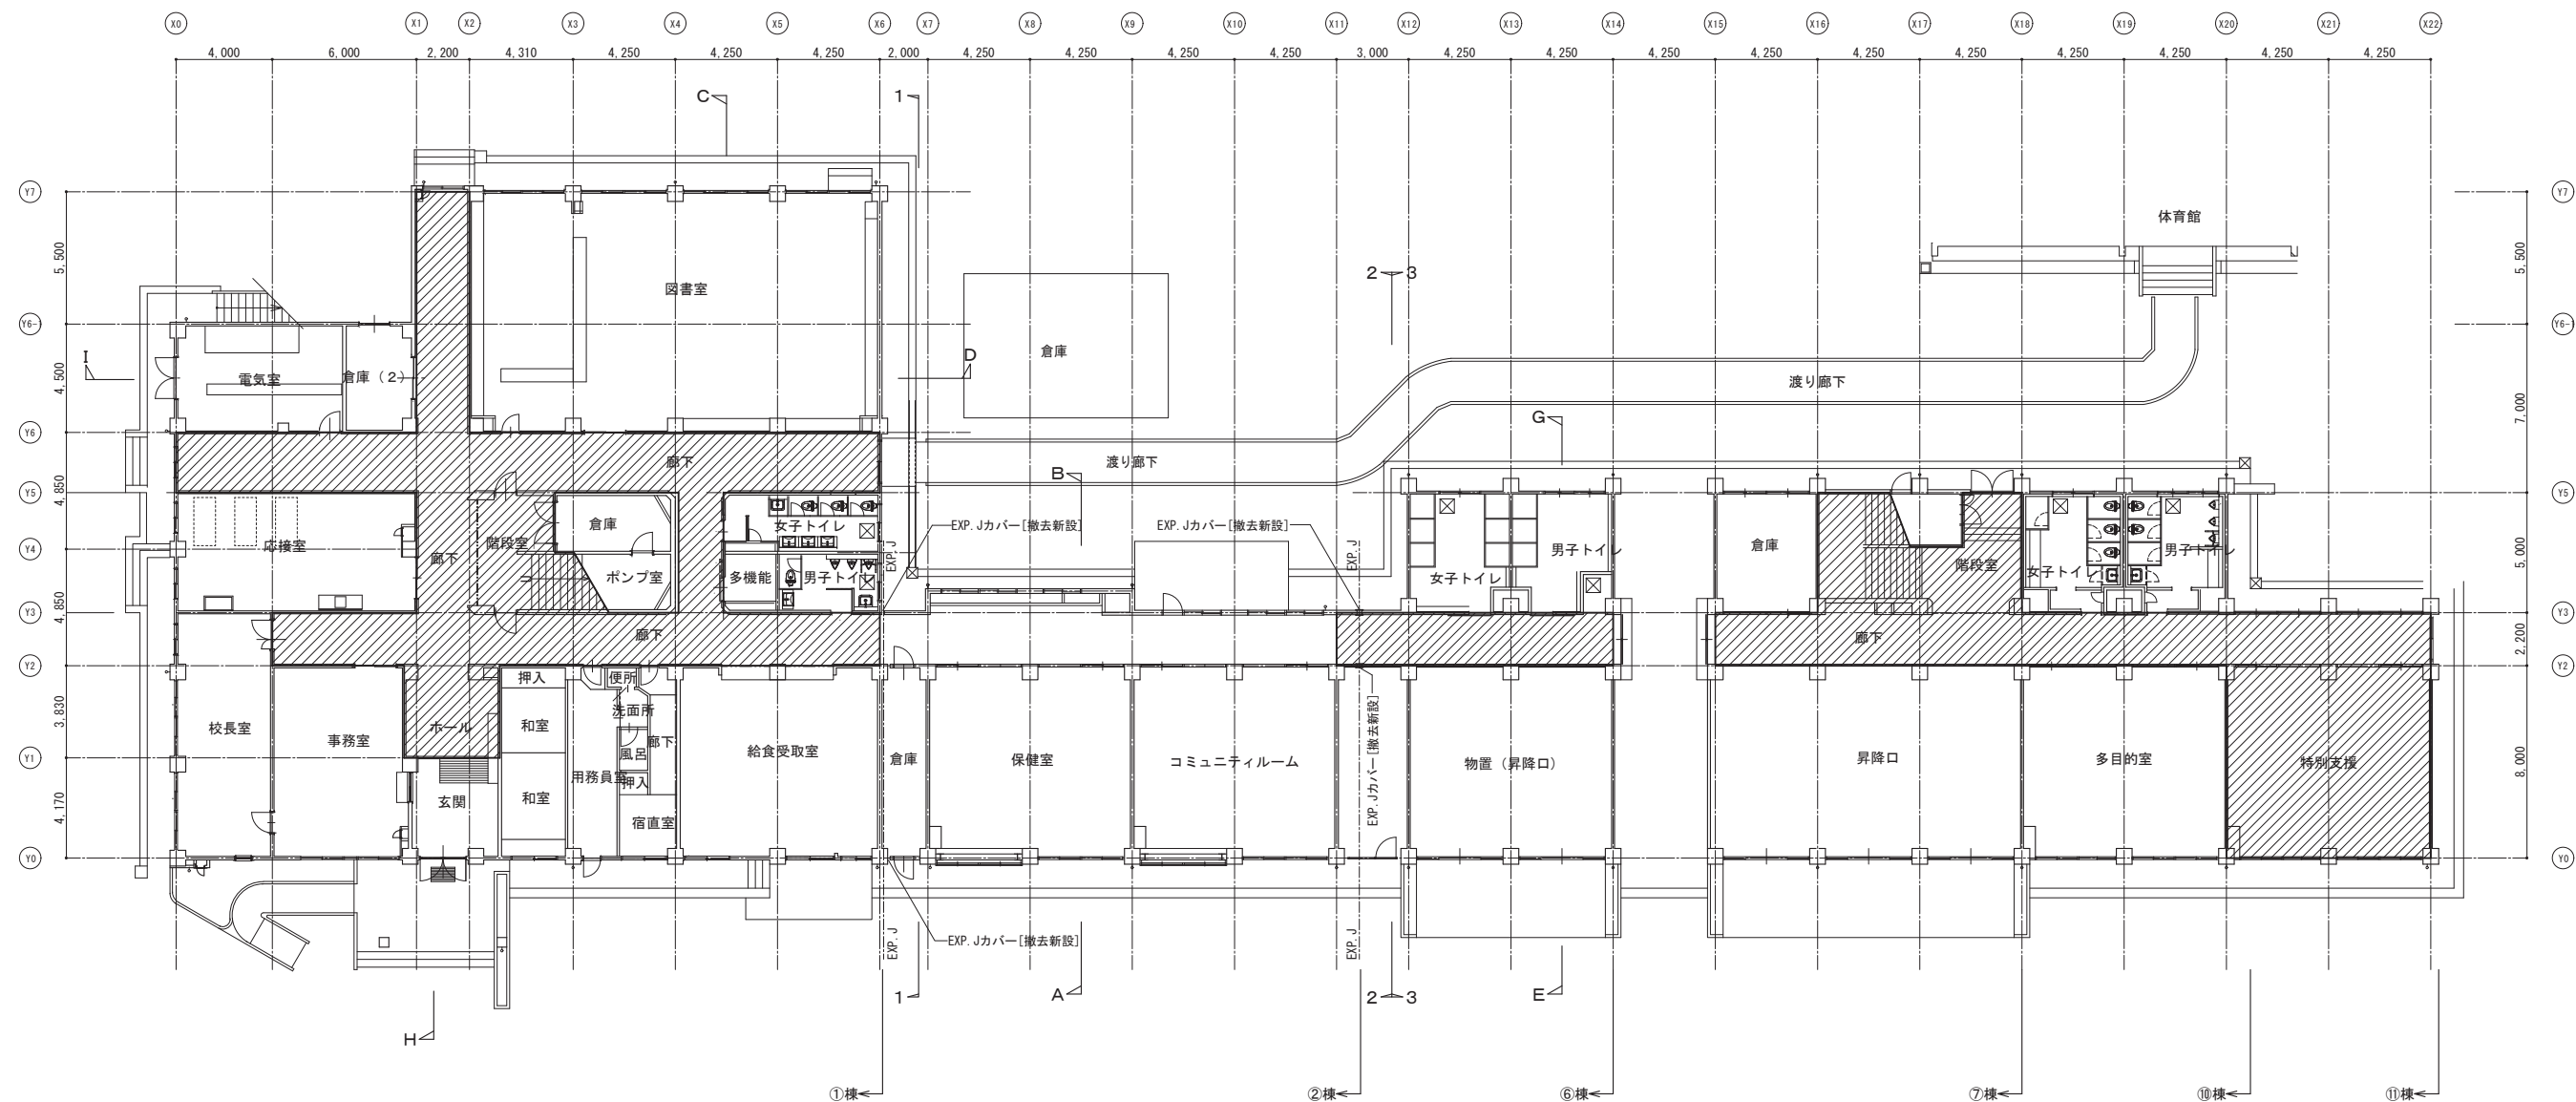 X0 X1 X2 X3 X4 X5 X6 X7 X8 X9 X10 X11 X12 X13 X14 X15 X16 X17 X18 X19 X20 X21 X22
4,000 6,000 2,200 4,310 4,250 4,250 4,250 2,000 4,250 4,250 4,250 4,250 3,000 4,250 4,250 4,250 4,250 4,250 4,250 4,250 4,250 4,250 4,250
C 1
Y7 Y7
体育館
5,500 5,500
2 3
図書室
Y6- Y6-
I D 倉庫
電気室 倉庫（2）
渡り廊下
4,500 7,000
G
Y6 Y6
廊下 渡り廊下
B
4,850
Y5 Y5
倉庫 女子トイレ
EXP.Jカバー[撤去新設] EXP.Jカバー[撤去新設]
応接室 廊下 階段室
倉庫
男子トイレ
Y4 Y4
EXP.J EXP.J
5,000
ポンプ室 多機能 男子トイレ
女子トイレ
階段室 女子トイレ 男子トイレ
4,850
Y3 Y3
廊下 廊下
2,200
Y2 Y2
押入 便所
洗面所
3,830
校長室 事務室 ホール 和室 廊下
EXP.Jカバー[撤去新設]
給食受取室 倉庫 保健室 コミュニティルーム 物置（昇降口） 昇降口 多目的室 特別支援
風呂
Y1 Y1
8,000
用務員室 押入
玄関 和室
4,170
宿直室
Y0 Y0
EXP.J EXP.J
EXP.Jカバー[撤去新設]
1 A 2 3 E
H
①棟 ②棟 ⑥棟 ⑦棟 ⑩棟 ⑪棟